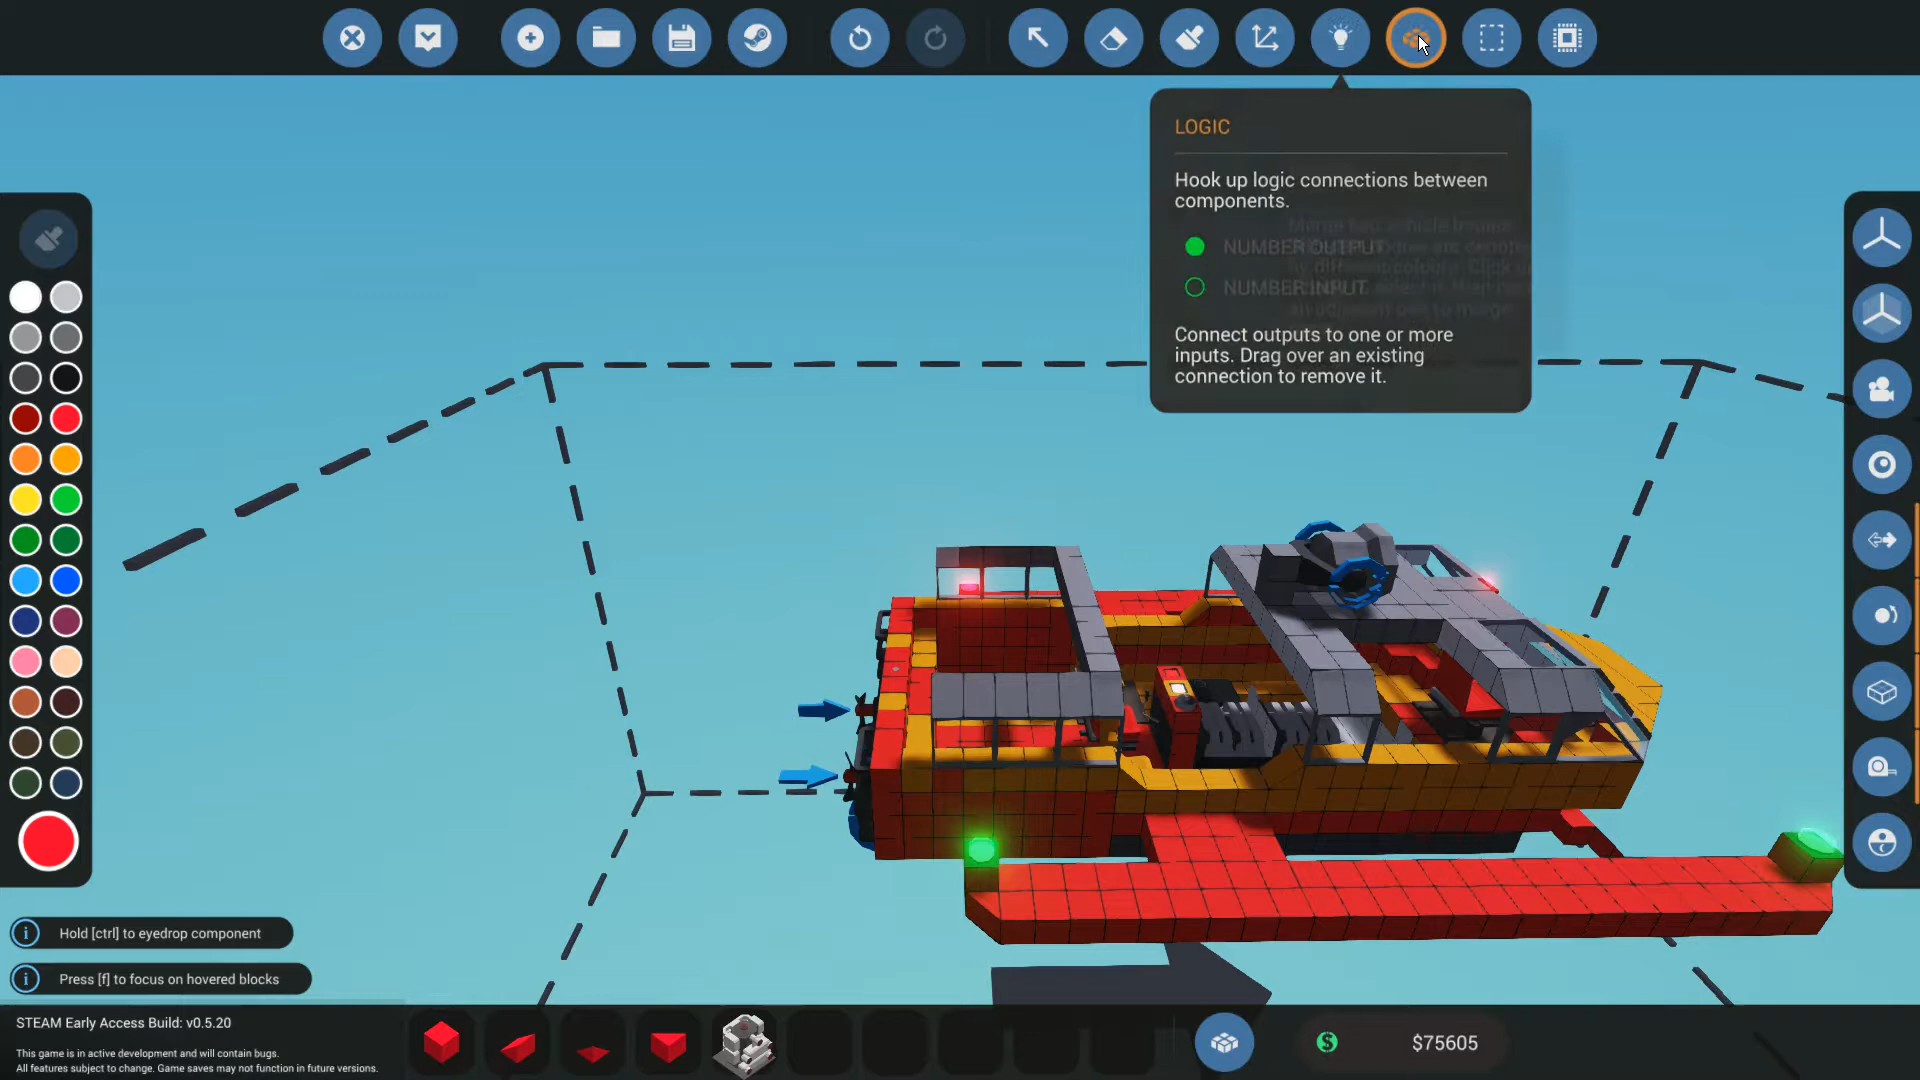 LOGIC
Hook up logic connections between
components.
NUMBER OUTPUT
NUMBER INPUT
Connect outputs to one or more
inputs. Drag over an existing
connection to remove it.
Hold [ctrl] to eyedrop component
Press [f] to focus on hovered blocks
STEAM Early Access Build: v0.5.20
This game is in active development and will contain bugs.
All features subject to change. Game saves may not function in future versions.
$75605